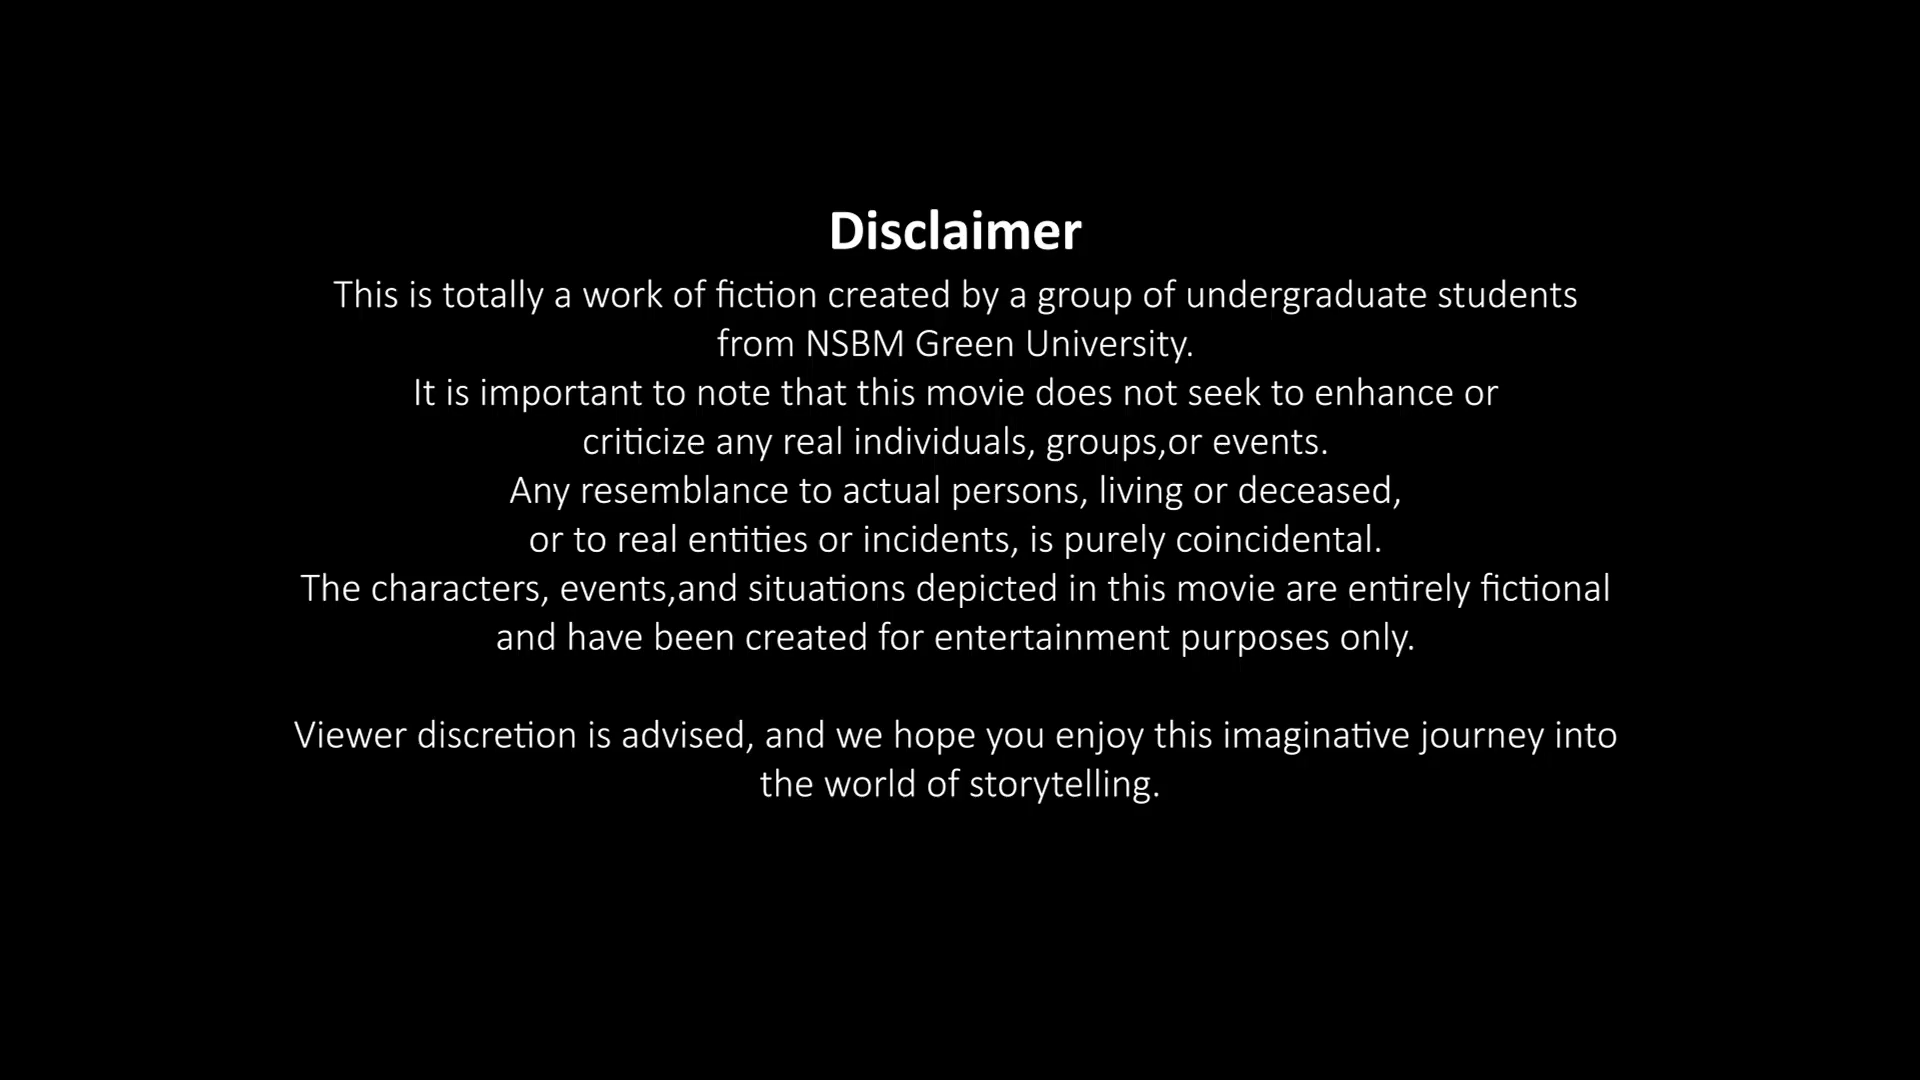 Disclaimer
This is totally a work of fiction created by a group of undergraduate students
from NSBM Green University.
It is important to note that this movie does not seek to enhance or
criticize any real individuals, groups,or events.
Any resemblance to actual persons, living or deceased,
or to real entities or incidents, is purely coincidental.
The characters, events,and situations depicted in this movie are entirely fictional
and have been created for entertainment purposes only.
Viewer discretion is advised, and we hope you enjoy this imaginative journey into
the world of storytelling.